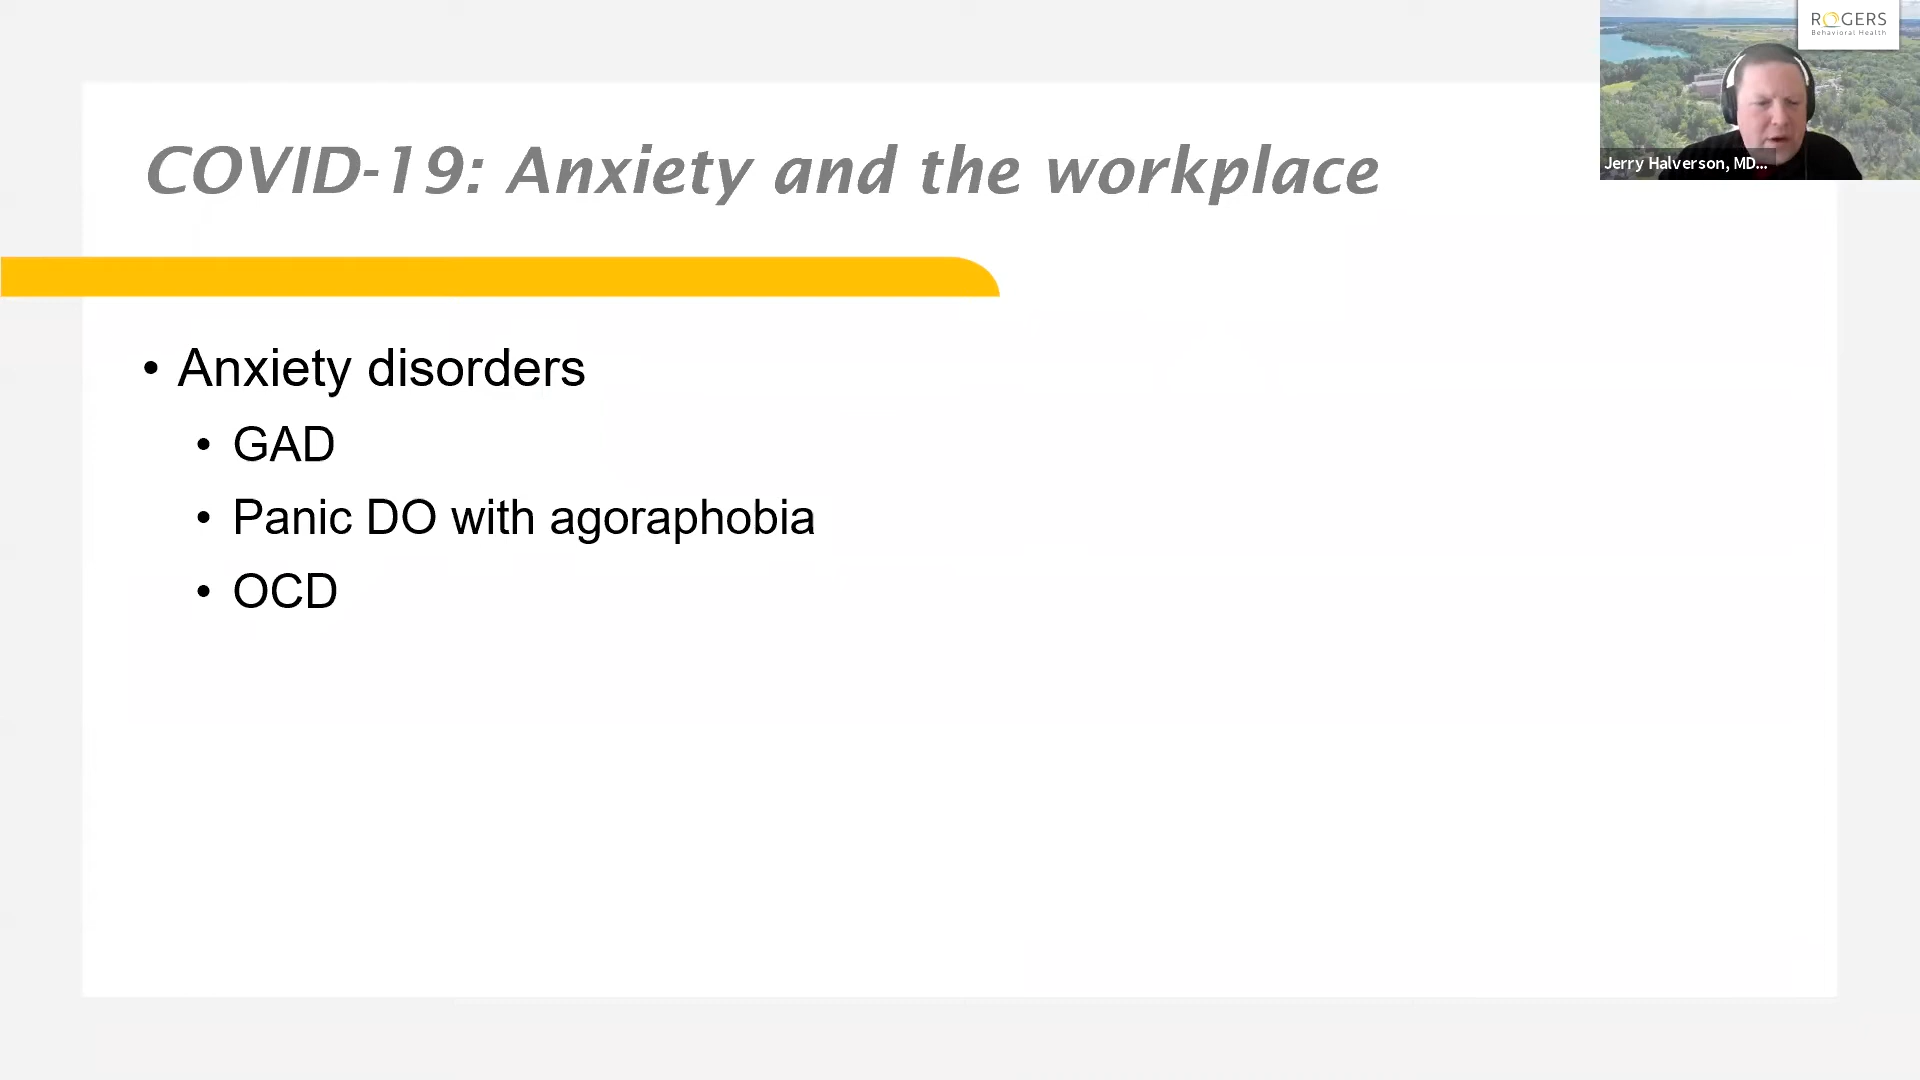 ROGERS
Behavioral Health
Jerry Halverson, MD...
COVID-19: Anxiety and the workplace
• Anxiety disorders
• GAD
• Panic DO with agoraphobia
• OCD